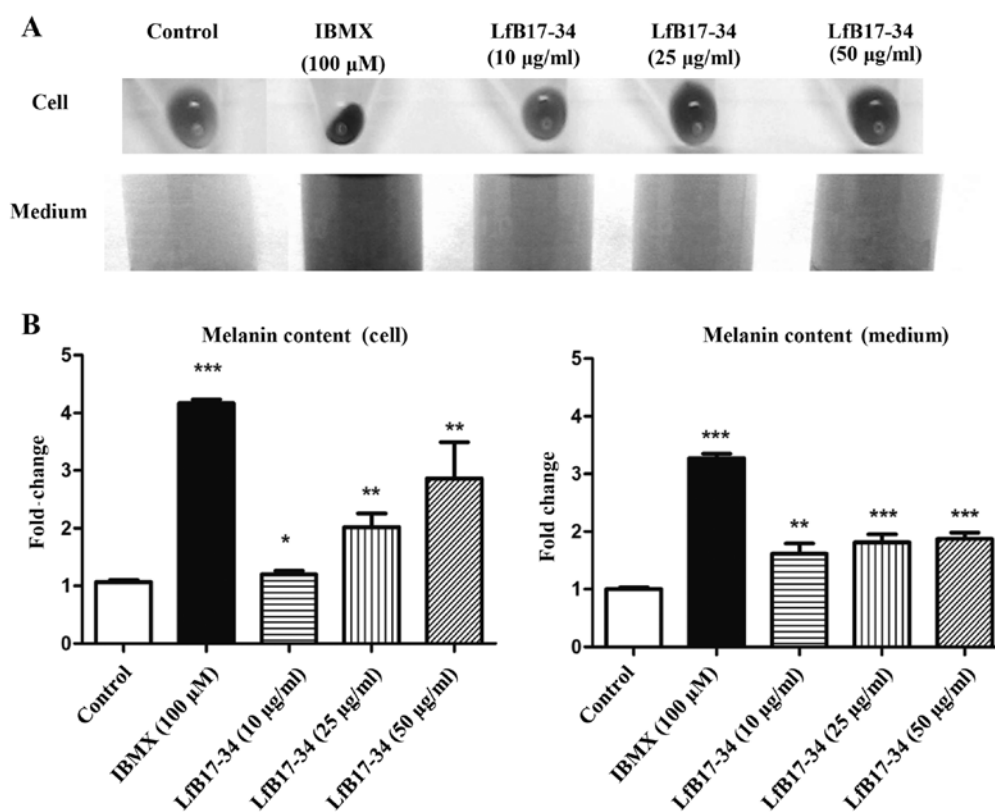 A
Control
IBMX
(100 μM)
LfB17-34
(10 μg/ml)
LfB17-34
(25 μg/ml)
LfB17-34
(50 μg/ml)
Cell
Medium
B
Melanin content (cell)
Fold-change
5
4
3
2
1
0
***
*
**
**
Control
IBMX (100 μM)
LfB17-34 (10 μg/ml)
LfB17-34 (25 μg/ml)
LfB17-34 (50 μg/ml)
Melanin content (medium)
Fold change
5
4
3
2
1
0
***
**
***
***
Control
IBMX (100 μM)
LfB17-34 (10 μg/ml)
LfB17-34 (25 μg/ml)
LfB17-34 (50 μg/ml)